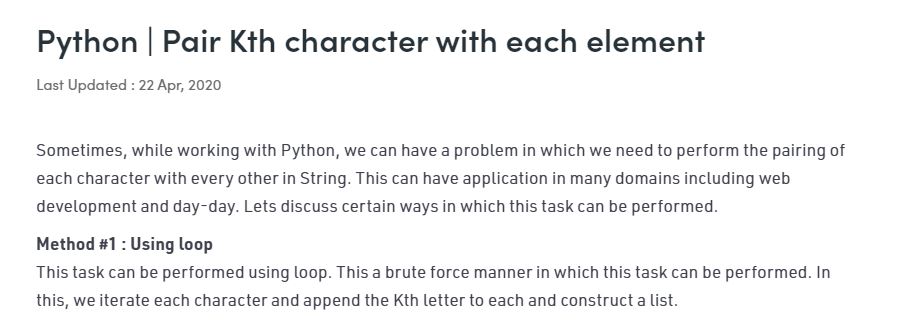 Python | Pair Kth character with each element
Last Updated : 22 Apr, 2020
Sometimes, while working with Python, we can have a problem in which we need to perform the pairing of
each character with every other in String. This can have application in many domains including web
development and day-day. Lets discuss certain ways in which this task can be performed.
Method #1 : Using loop
This task can be performed using loop. This a brute force manner in which this task can be performed. In
this, we iterate each character and append the Kth letter to each and construct a list.